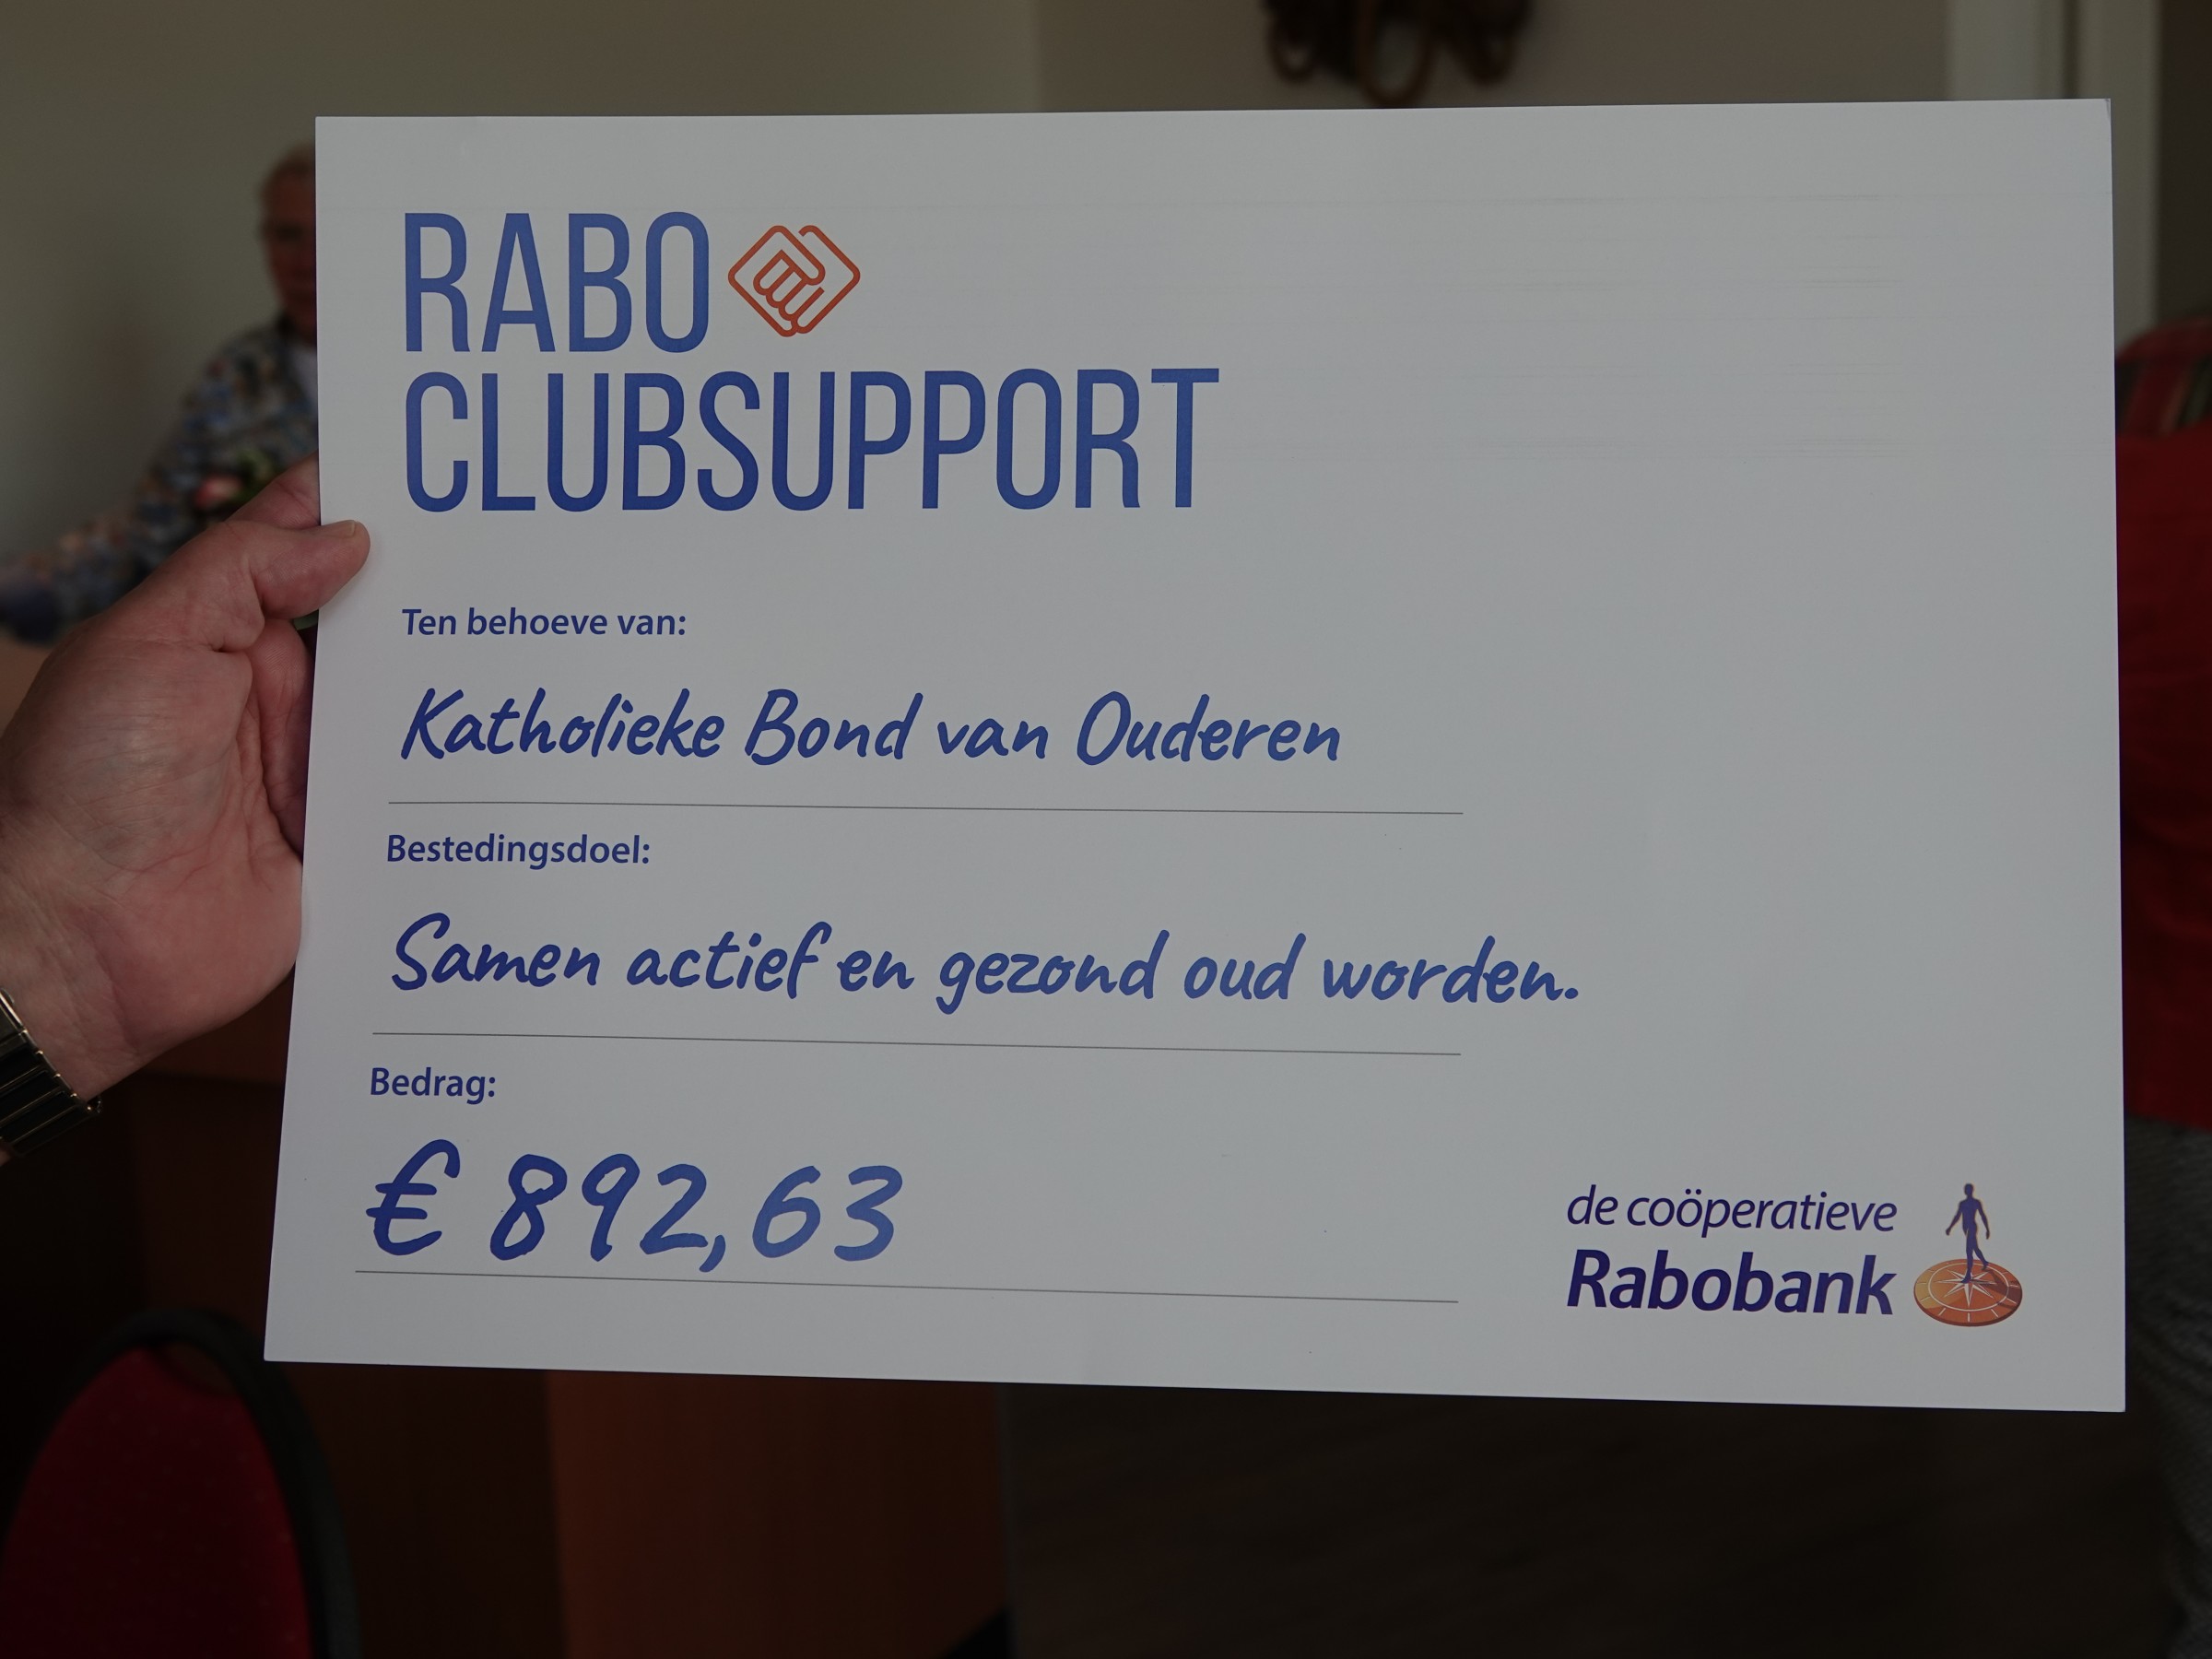 RABO
CLUBSUPPORT
Ten behoeve van:
Katholieke Bond van Ouderen
Bestedingsdoel:
Samen actief en gezond oud worden.
Bedrag:
€ 892,63
de coöperatieve
Rabobank